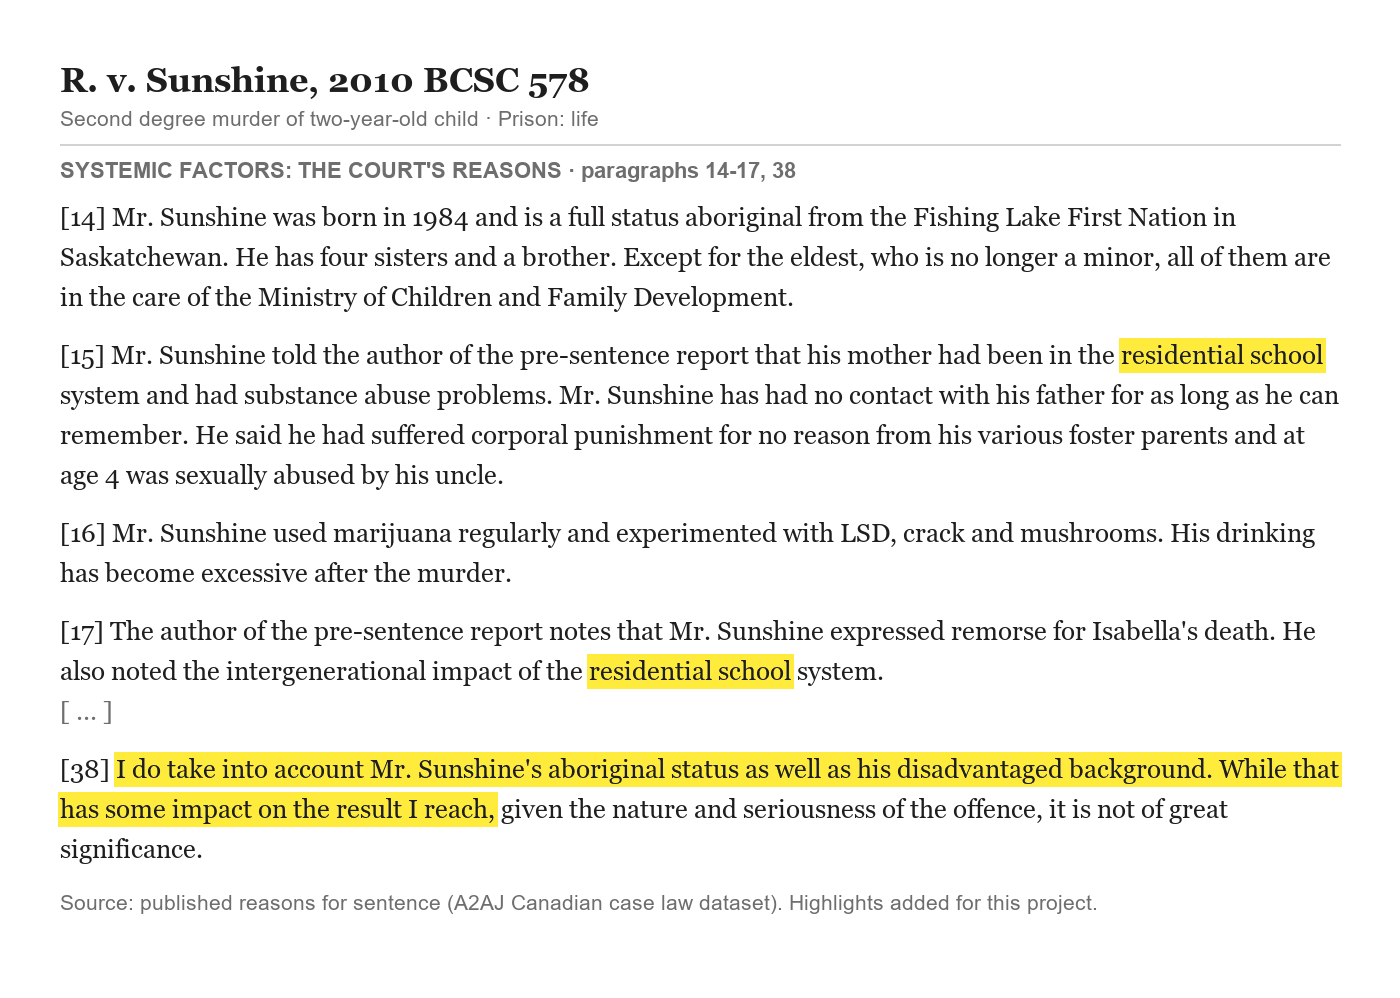 R. v. Sunshine, 2010 BCSC 578
Second degree murder of two-year-old child · Prison: life
SYSTEMIC FACTORS: THE COURT'S REASONS · paragraphs 14-17, 38
[14] Mr. Sunshine was born in 1984 and is a full status aboriginal from the Fishing Lake First Nation in
Saskatchewan. He has four sisters and a brother. Except for the eldest, who is no longer a minor, all of them are
in the care of the Ministry of Children and Family Development.
[15] Mr. Sunshine told the author of the pre-sentence report that his mother had been in the residential school
system and had substance abuse problems. Mr. Sunshine has had no contact with his father for as long as he can
remember. He said he had suffered corporal punishment for no reason from his various foster parents and at
age 4 was sexually abused by his uncle.
[16] Mr. Sunshine used marijuana regularly and experimented with LSD, crack and mushrooms. His drinking
has become excessive after the murder.
[17] The author of the pre-sentence report notes that Mr. Sunshine expressed remorse for Isabella's death. He
also noted the intergenerational impact of the residential school system.
[ ... ]
[38] I do take into account Mr. Sunshine's aboriginal status as well as his disadvantaged background. While that
has some impact on the result I reach, given the nature and seriousness of the offence, it is not of great
significance.
Source: published reasons for sentence (A2AJ Canadian case law dataset). Highlights added for this project.